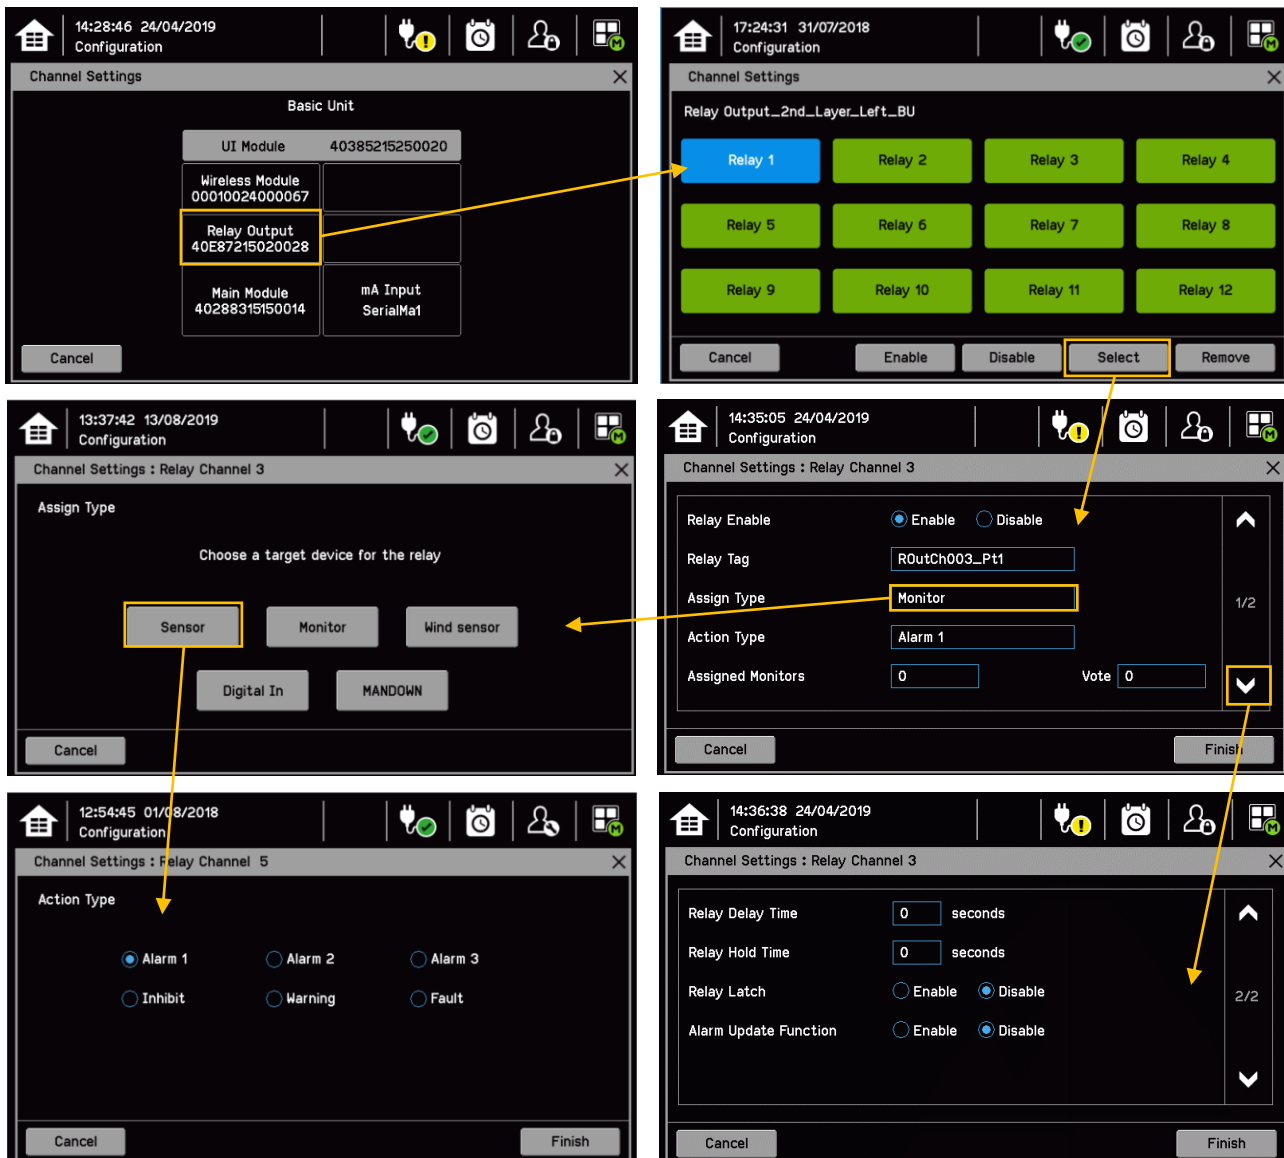 14:28:46 24/04/2019
Configuration
Channel Settings
Basic Unit
UI Module 40385215250020
Wireless Module
00010024000067
Relay Output
40E87215020028
Main Module
40288315150014
mA Input
SerialMa1
Cancel
17:24:31 31/07/2018
Configuration
Channel Settings
Relay Output_2nd_Layer_Left_BU
Relay 1 Relay 2 Relay 3 Relay 4
Relay 5 Relay 6 Relay 7 Relay 8
Relay 9 Relay 10 Relay 11 Relay 12
Cancel Enable Disable Select Remove
13:37:42 13/08/2019
Configuration
Channel Settings : Relay Channel 3
Assign Type
Choose a target device for the relay
Sensor Monitor Wind sensor
Digital In MANDOWN
Cancel
14:35:05 24/04/2019
Configuration
Channel Settings : Relay Channel 3
Relay Enable Enable Disable
Relay Tag ROutCh003_Pt1
Assign Type Monitor
1/2
Action Type Alarm 1
Assigned Monitors 0 Vote 0
Cancel Finish
12:54:45 01/08/2018
Configuration
Channel Settings : Relay Channel 5
Action Type
Alarm 1 Alarm 2 Alarm 3
Inhibit Warning Fault
Cancel Finish
14:36:38 24/04/2019
Configuration
Channel Settings : Relay Channel 3
Relay Delay Time 0 seconds
Relay Hold Time 0 seconds
Relay Latch Enable Disable
2/2
Alarm Update Function Enable Disable
Cancel Finish